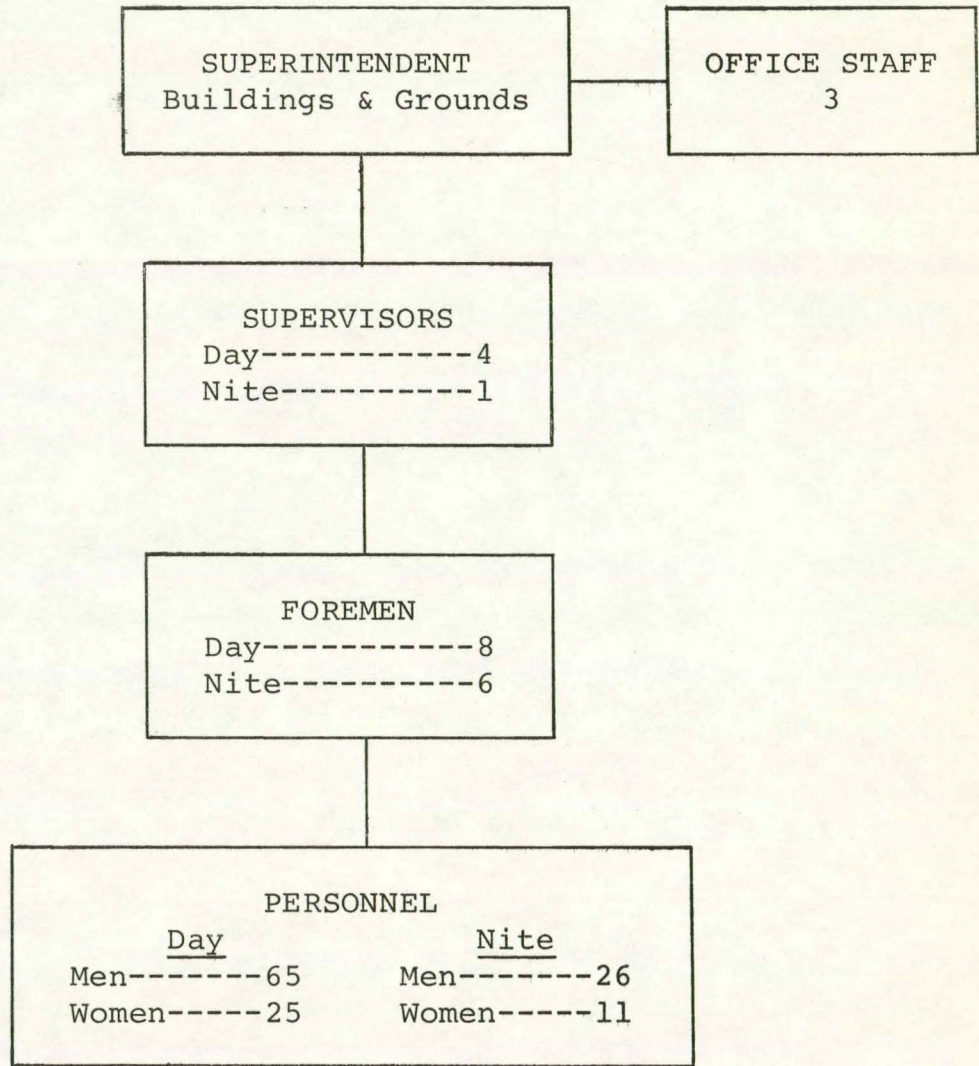 SUPERINTENDENT
Buildings & Grounds
OFFICE STAFF
3
SUPERVISORS
Day-----------4
Nite----------1
FOREMEN
Day-----------8
Nite----------6
PERSONNEL
Day Nite
Men-------65 Men-------26
Women-----25 Women-----11